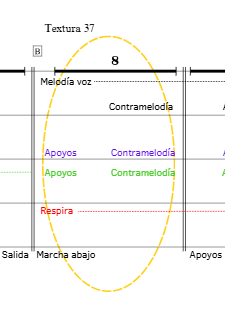 Textura 37
B
8
Melodía voz
Contramelodía
Apoyos Contramelodía
Apoyos Contramelodía
Respira
Salida Marcha abajo Apoyos